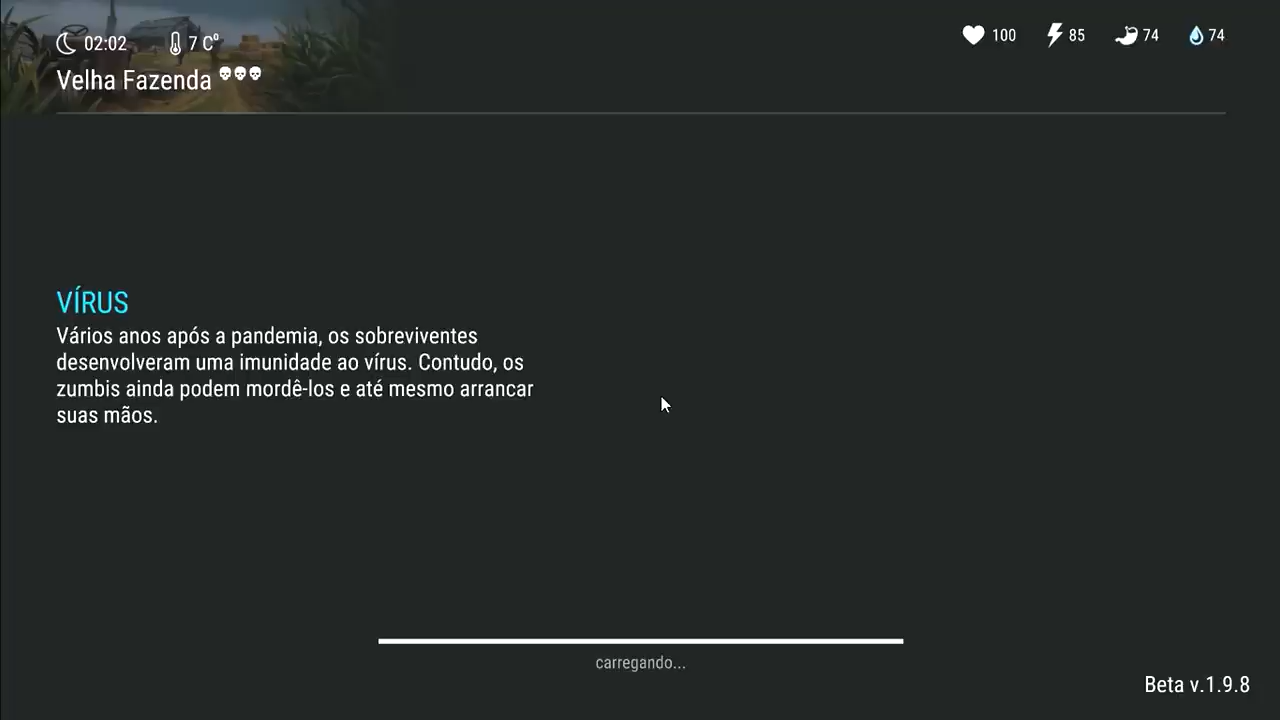 02:02 7 Cº
100 85 74 74
Velha Fazenda
VÍRUS
Vários anos após a pandemia, os sobreviventes
desenvolveram uma imunidade ao vírus. Contudo, os
zumbis ainda podem mordê-los e até mesmo arrancar
suas mãos.
carregando...
Beta v.1.9.8